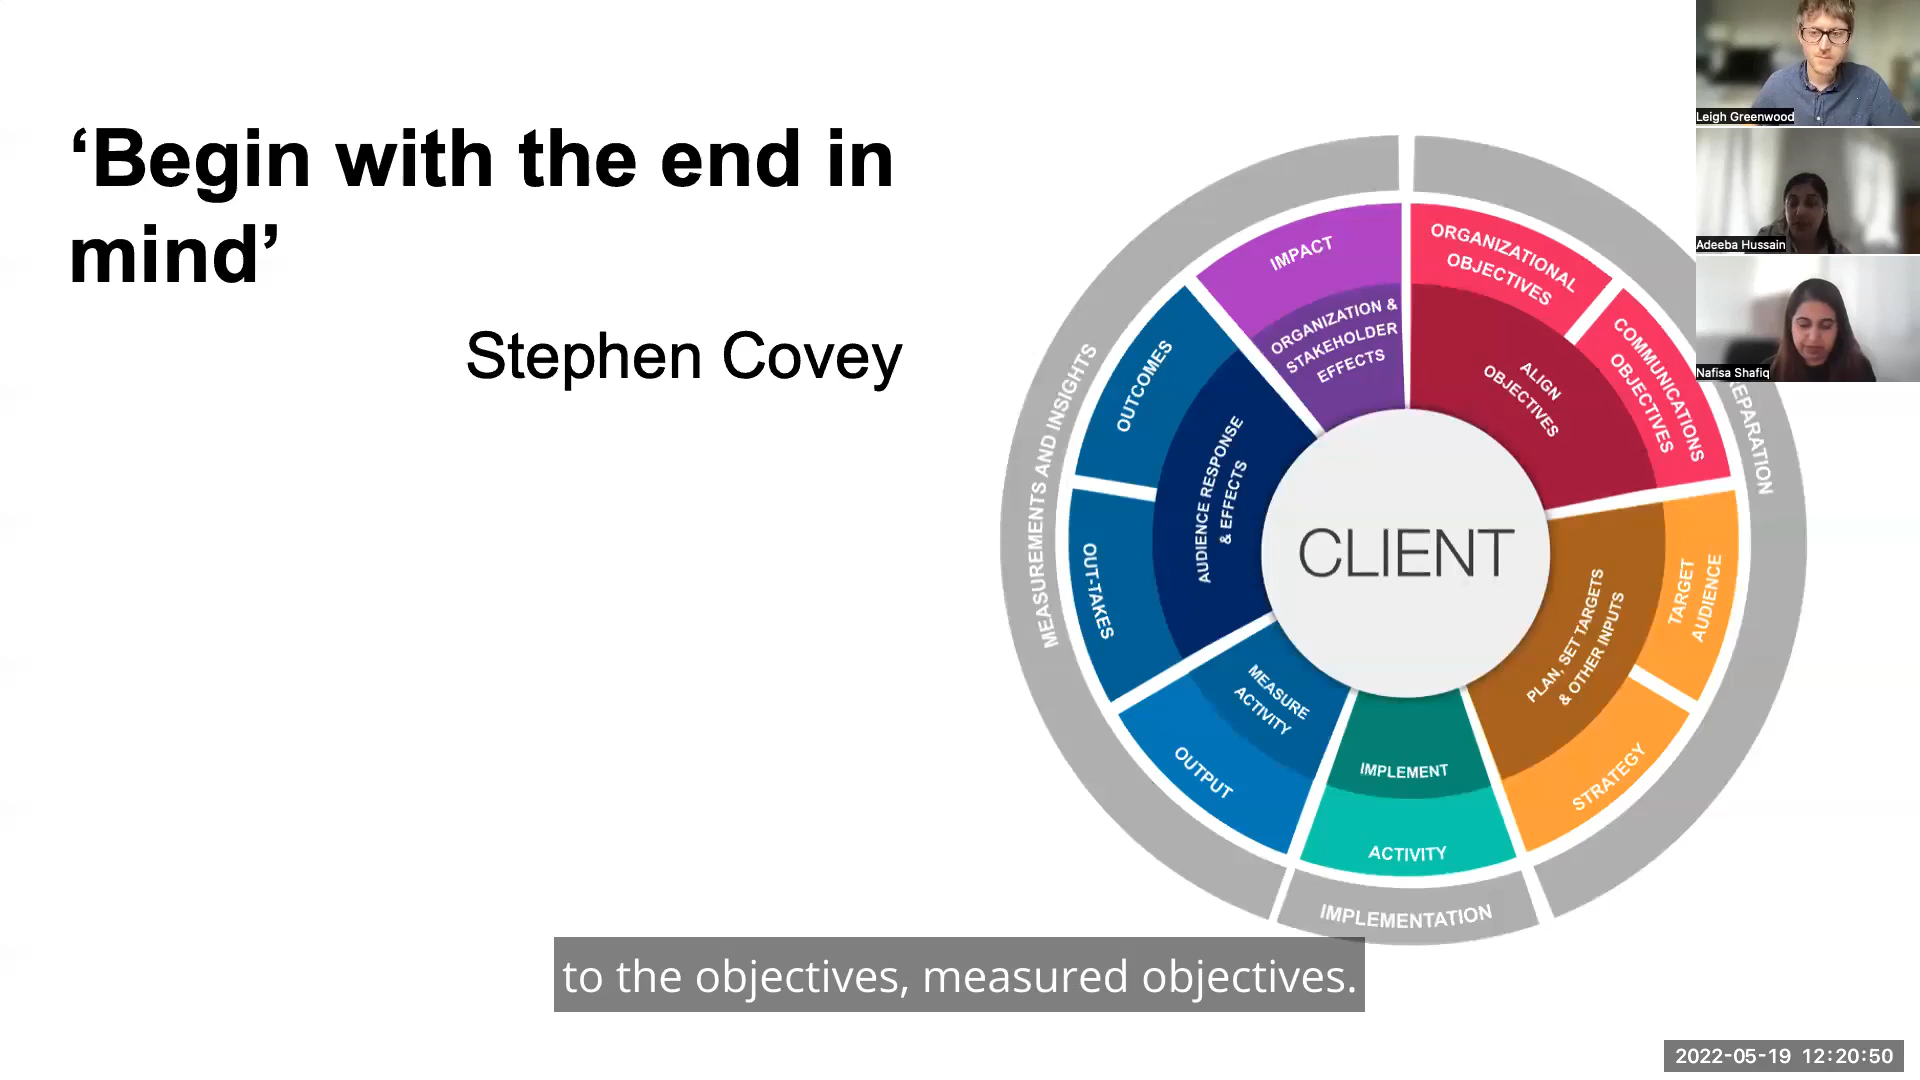 ‘Begin with the end in
mind’
Stephen Covey
Leigh Greenwood
Adeeba Hussain
Nafisa Shafiq
MEASUREMENTS AND INSIGHTS
EPARATION
IMPLEMENTATION
IMPACT
ORGANIZATION &
STAKEHOLDER
EFFECTS
ORGANIZATIONAL
OBJECTIVES
COMMUNICATIONS
OBJECTIVES
ALIGN
OBJECTIVES
TARGET
AUDIENCE
STRATEGY
PLAN, SET TARGETS
& OTHER INPUTS
IMPLEMENT
ACTIVITY
MEASURE
ACTIVITY
OUTPUT
OUT-TAKES
OUTCOMES
AUDIENCE RESPONSE
& EFFECTS
CLIENT
to the objectives, measured objectives.
2022-05-19 12:20:50